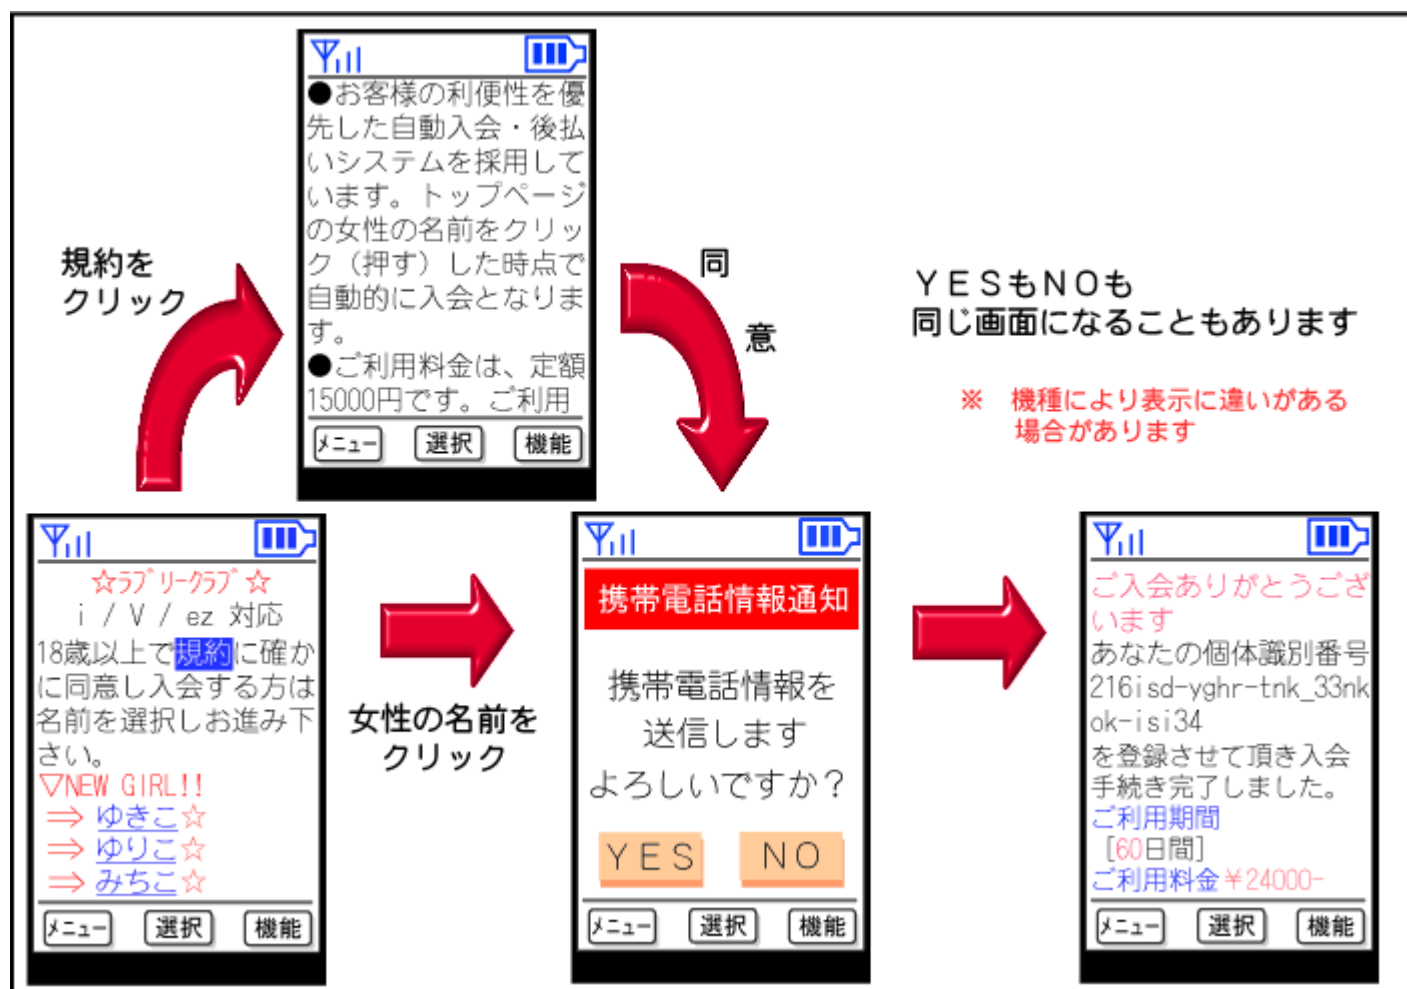 ●お客様の利便性を優
先した自動入会・後払
いシステムを採用して
います。トップページ
の女性の名前をクリッ
ク（押す）した時点で
自動的に入会となりま
す。
●ご利用料金は、定額
15000円です。ご利用
メニュー 選択 機能
規約を
クリック
同
意
ＹＥＳもＮＯも
同じ画面になることもあります
※ 機種により表示に違いがある
場合があります
☆ラブリークラブ☆
i / V / ez 対応
18歳以上で規約に確か
に同意し入会する方は
名前を選択しお進み下
さい。
▽NEW GIRL!!
⇒ ゆきこ☆
⇒ ゆりこ☆
⇒ みちこ☆
メニュー 選択 機能
女性の名前を
クリック
携帯電話情報通知
携帯電話情報を
送信します
よろしいですか？
ＹＥＳ ＮＯ
メニュー 選択 機能
ご入会ありがとうござ
います
あなたの個体識別番号
216isd-yghr-tnk_33nk
ok-isi34
を登録させて頂き入会
手続き完了しました。
ご利用期間
[60日間]
ご利用料金￥24000-
メニュー 選択 機能